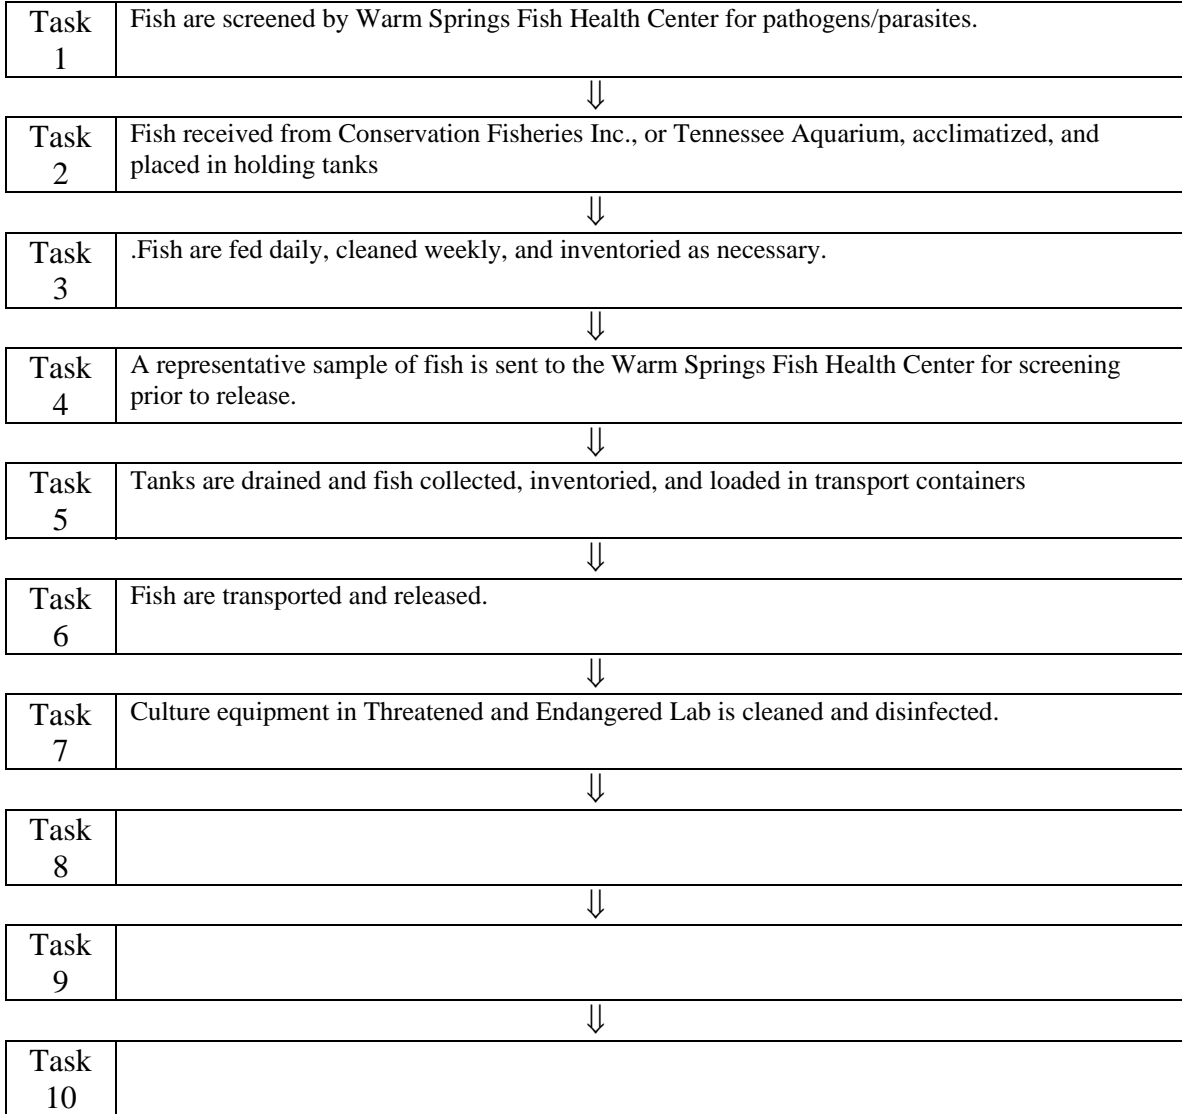 Task
1
Fish are screened by Warm Springs Fish Health Center for pathogens/parasites.
⇓
Task
2
Fish received from Conservation Fisheries Inc., or Tennessee Aquarium, acclimatized, and
placed in holding tanks
⇓
Task
3
.Fish are fed daily, cleaned weekly, and inventoried as necessary.
⇓
Task
4
A representative sample of fish is sent to the Warm Springs Fish Health Center for screening
prior to release.
⇓
Task
5
Tanks are drained and fish collected, inventoried, and loaded in transport containers
⇓
Task
6
Fish are transported and released.
⇓
Task
7
Culture equipment in Threatened and Endangered Lab is cleaned and disinfected.
⇓
Task
8
⇓
Task
9
⇓
Task
10